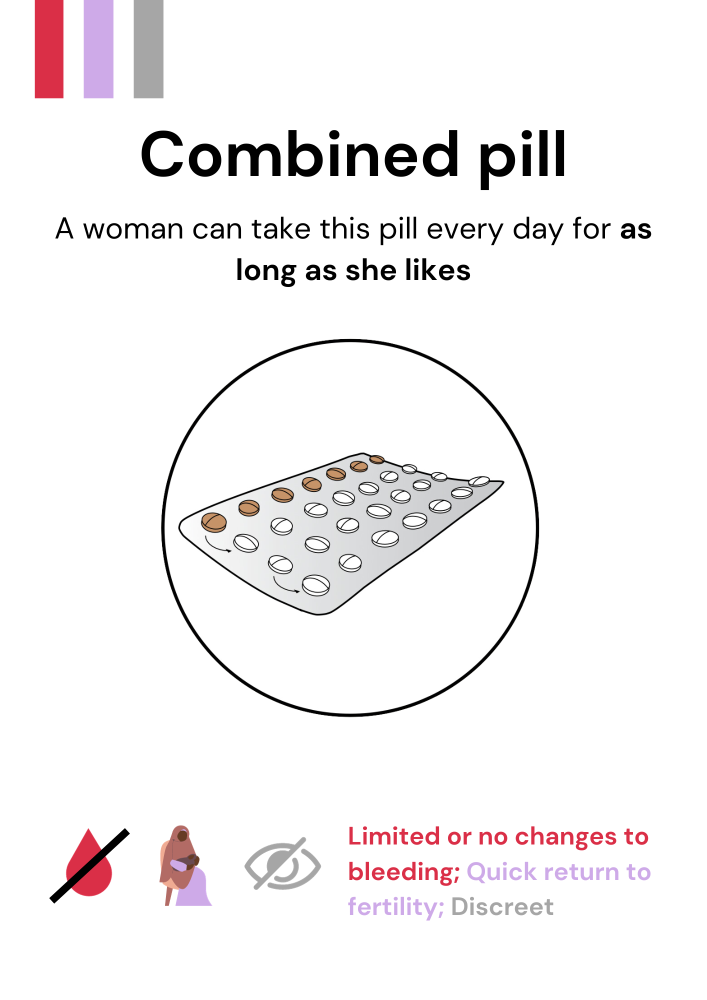 Combined pill
A woman can take this pill every day for as
long as she likes
Limited or no changes to
bleeding; Quick return to
fertility; Discreet